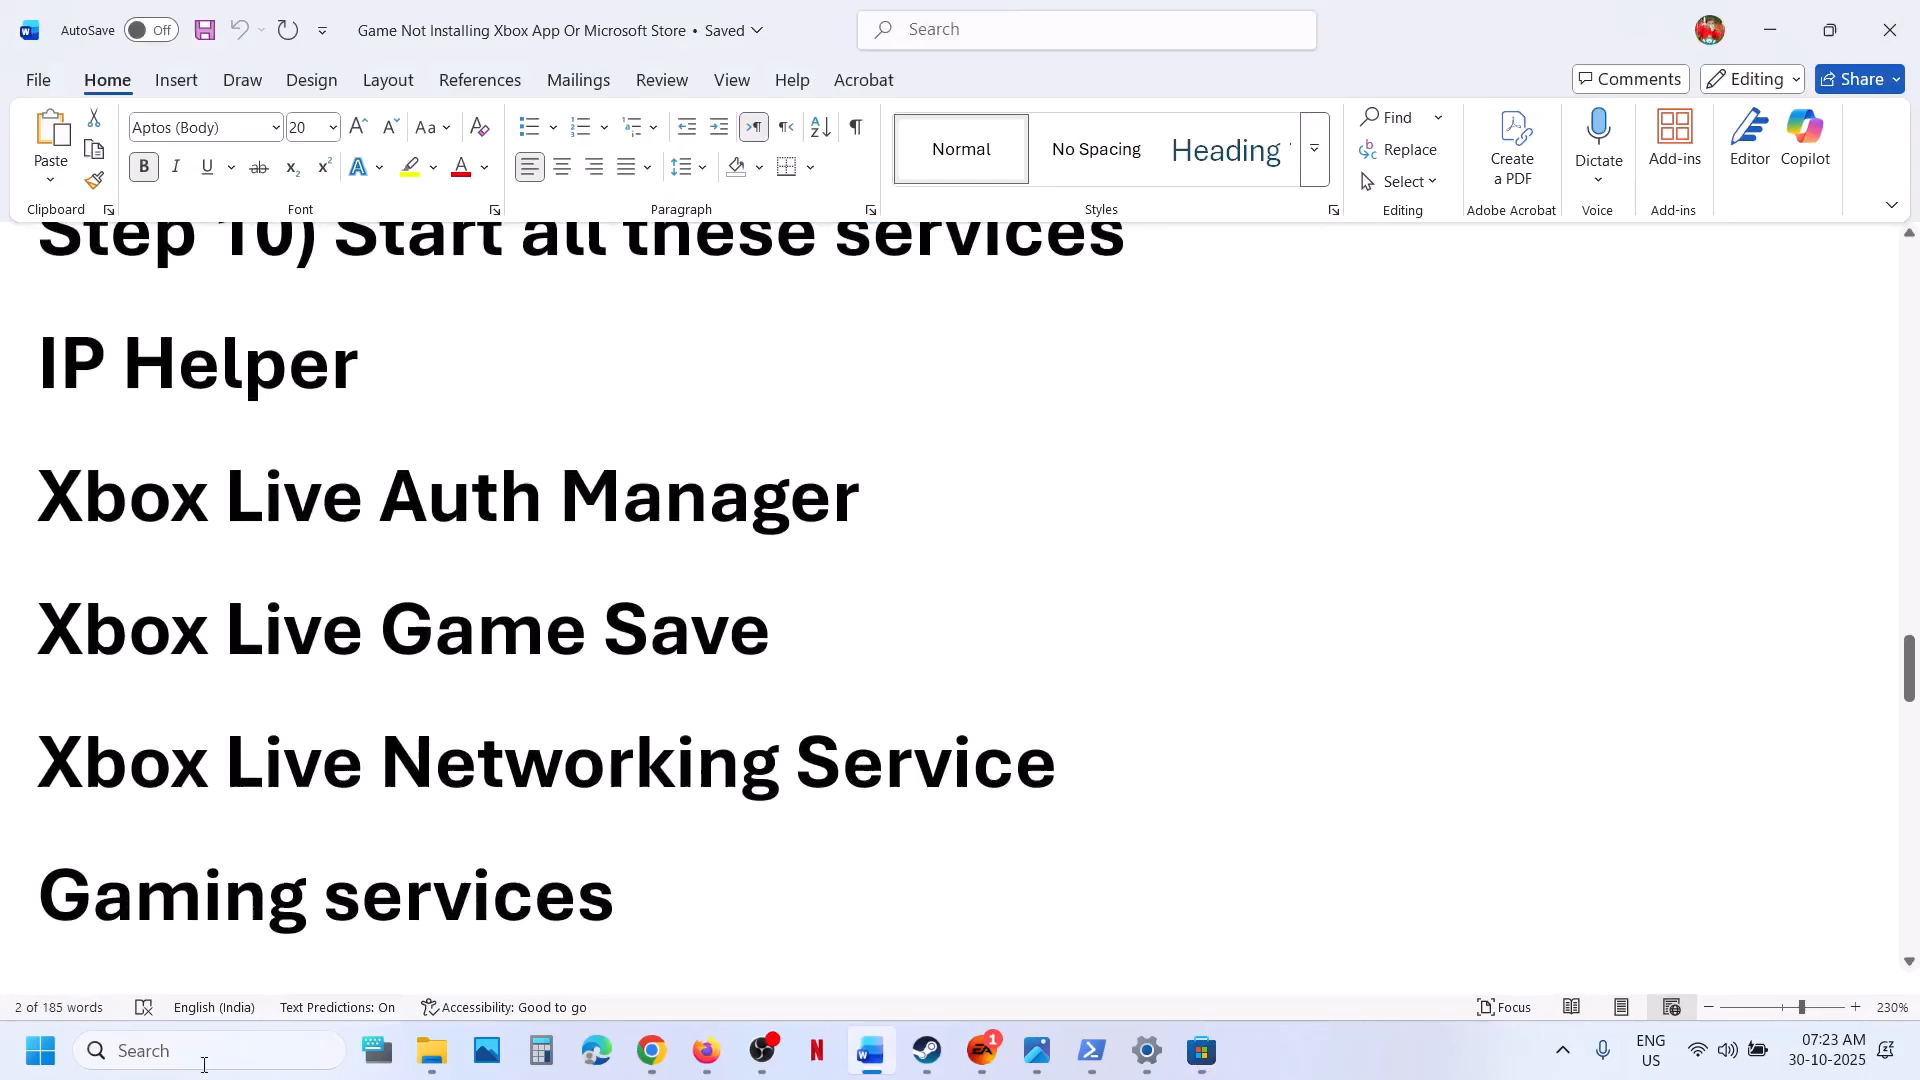 AutoSave Off Game Not Installing Xbox App Or Microsoft Store • Saved Search
File Home Insert Draw Design Layout References Mailings Review View Help Acrobat Comments Editing Share
Paste Aptos (Body) 20 Normal No Spacing Heading Find Replace Select Create a PDF Dictate Add-ins Editor Copilot
Clipboard Font Paragraph Styles Editing Adobe Acrobat Voice Add-ins
Step 10) Start all these services
IP Helper
Xbox Live Auth Manager
Xbox Live Game Save
Xbox Live Networking Service
Gaming services
2 of 185 words English (India) Text Predictions: On Accessibility: Good to go Focus 230%
Search ENG US 07:23 AM 30-10-2025